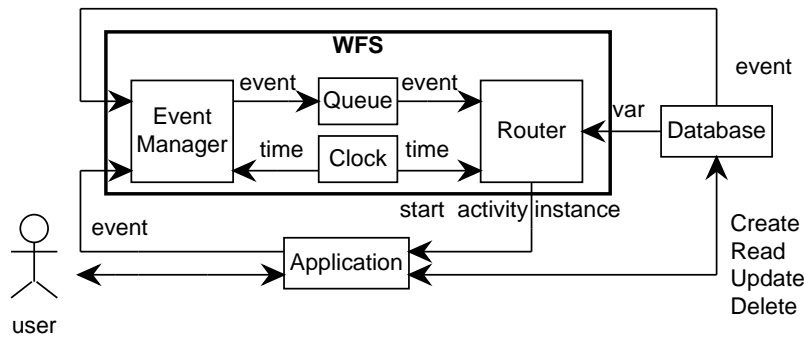 WFS
event
event
event
Event
Manager
Queue
Router
var
Database
time
Clock
time
start activity instance
event
Application
Create
Read
Update
Delete
user